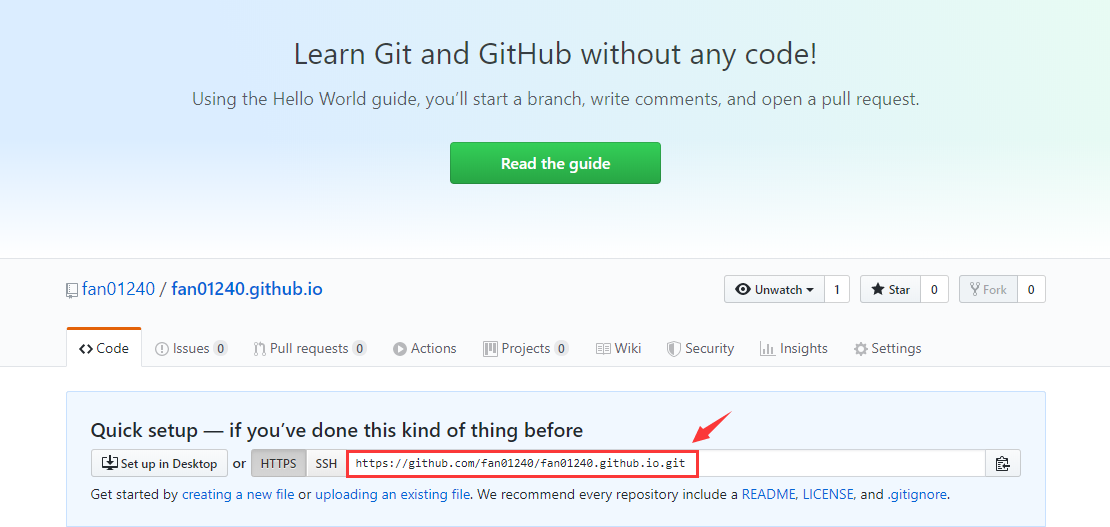 Learn Git and GitHub without any code!
Using the Hello World guide, you’ll start a branch, write comments, and open a pull request.
Read the guide
fan01240 / fan01240.github.io
Unwatch 1 Star 0 Fork 0
Code Issues 0 Pull requests 0 Actions Projects 0 Wiki Security Insights Settings
Quick setup — if you’ve done this kind of thing before
Set up in Desktop or HTTPS SSH https://github.com/fan01240/fan01240.github.io.git
Get started by creating a new file or uploading an existing file. We recommend every repository include a README, LICENSE, and .gitignore.